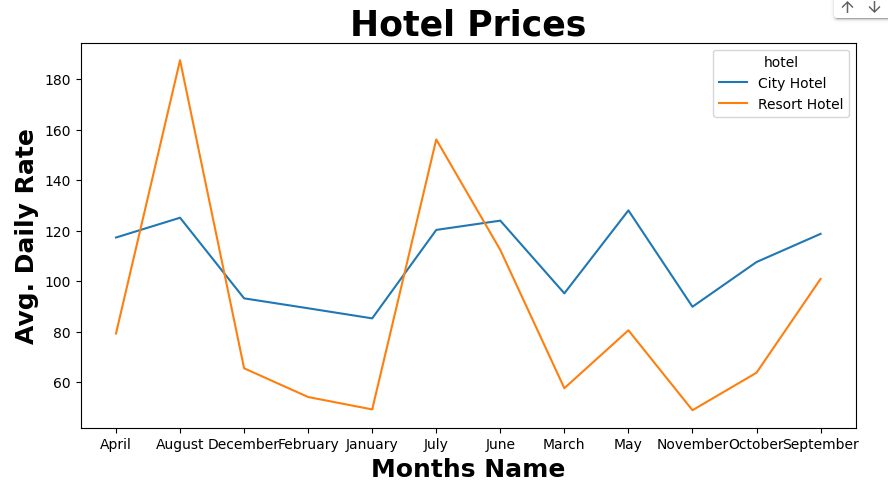 Hotel Prices
hotel
City Hotel
Resort Hotel
Avg. Daily Rate
180
160
140
120
100
80
60
April August December February January July June March May November October September
Months Name